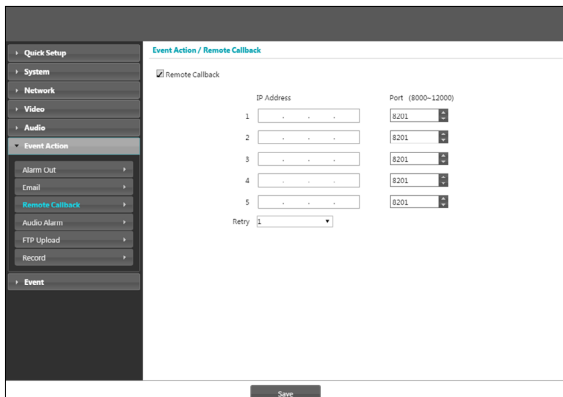 Quick Setup
System
Network
Video
Audio
Event Action
Alarm Out
Email
Remote Callback
Audio Alarm
FTP Upload
Record
Event
Event Action / Remote Callback
Remote Callback
IP Address Port (8000~12000)
1 . . . 8201
2 . . . 8201
3 . . . 8201
4 . . . 8201
5 . . . 8201
Retry 1
Save